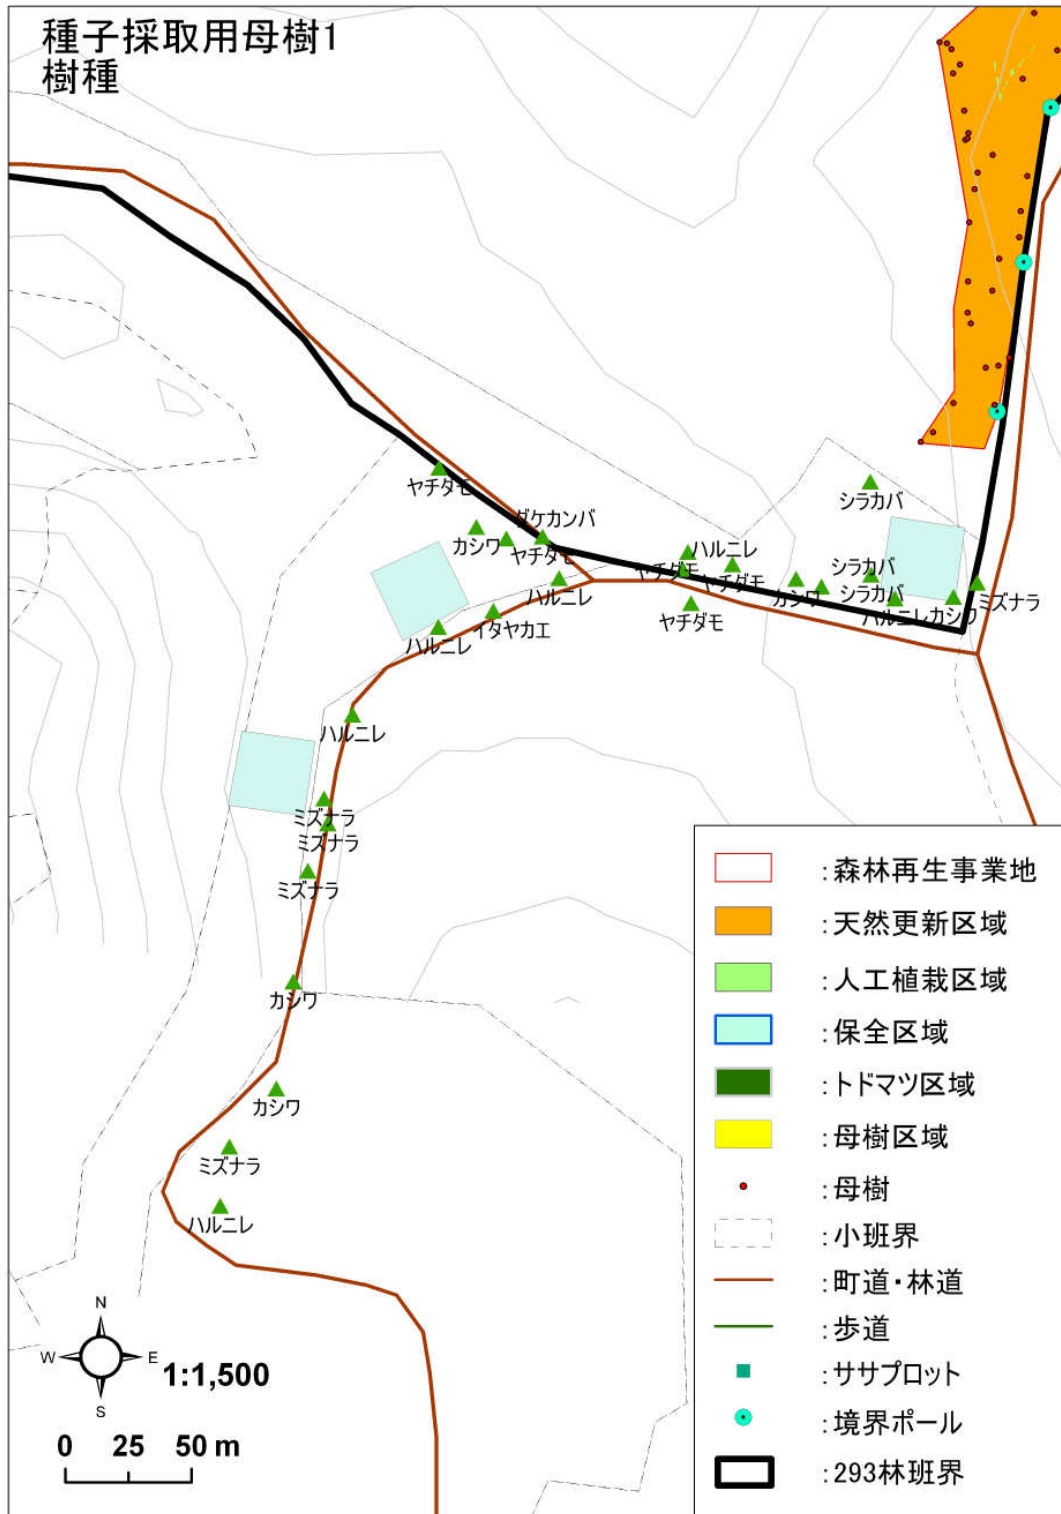 種子採取用母樹1
樹種
ヤチダモ
シラカバ
ダケカンバ
カシワ
ヤチダモ
ハルニレ
ヤチダモ
ヤチダモ
シラカバ
ハルニレ
カシワ
シラカバ
ミズナラ
ハルニレ
カシワ
ヤチダモ
イタヤカエ
ハルニレ
ハルニレ
ミズナラ
ミズナラ
ミズナラ
カシワ
カシワ
ミズナラ
ハルニレ
:森林再生事業地
:天然更新区域
:人工植栽区域
:保全区域
:トドマツ区域
:母樹区域
:母樹
:小班界
:町道・林道
:歩道
:ササプロット
:境界ポール
:293林班界
N
W
E
S
1:1,500
0 25 50 m